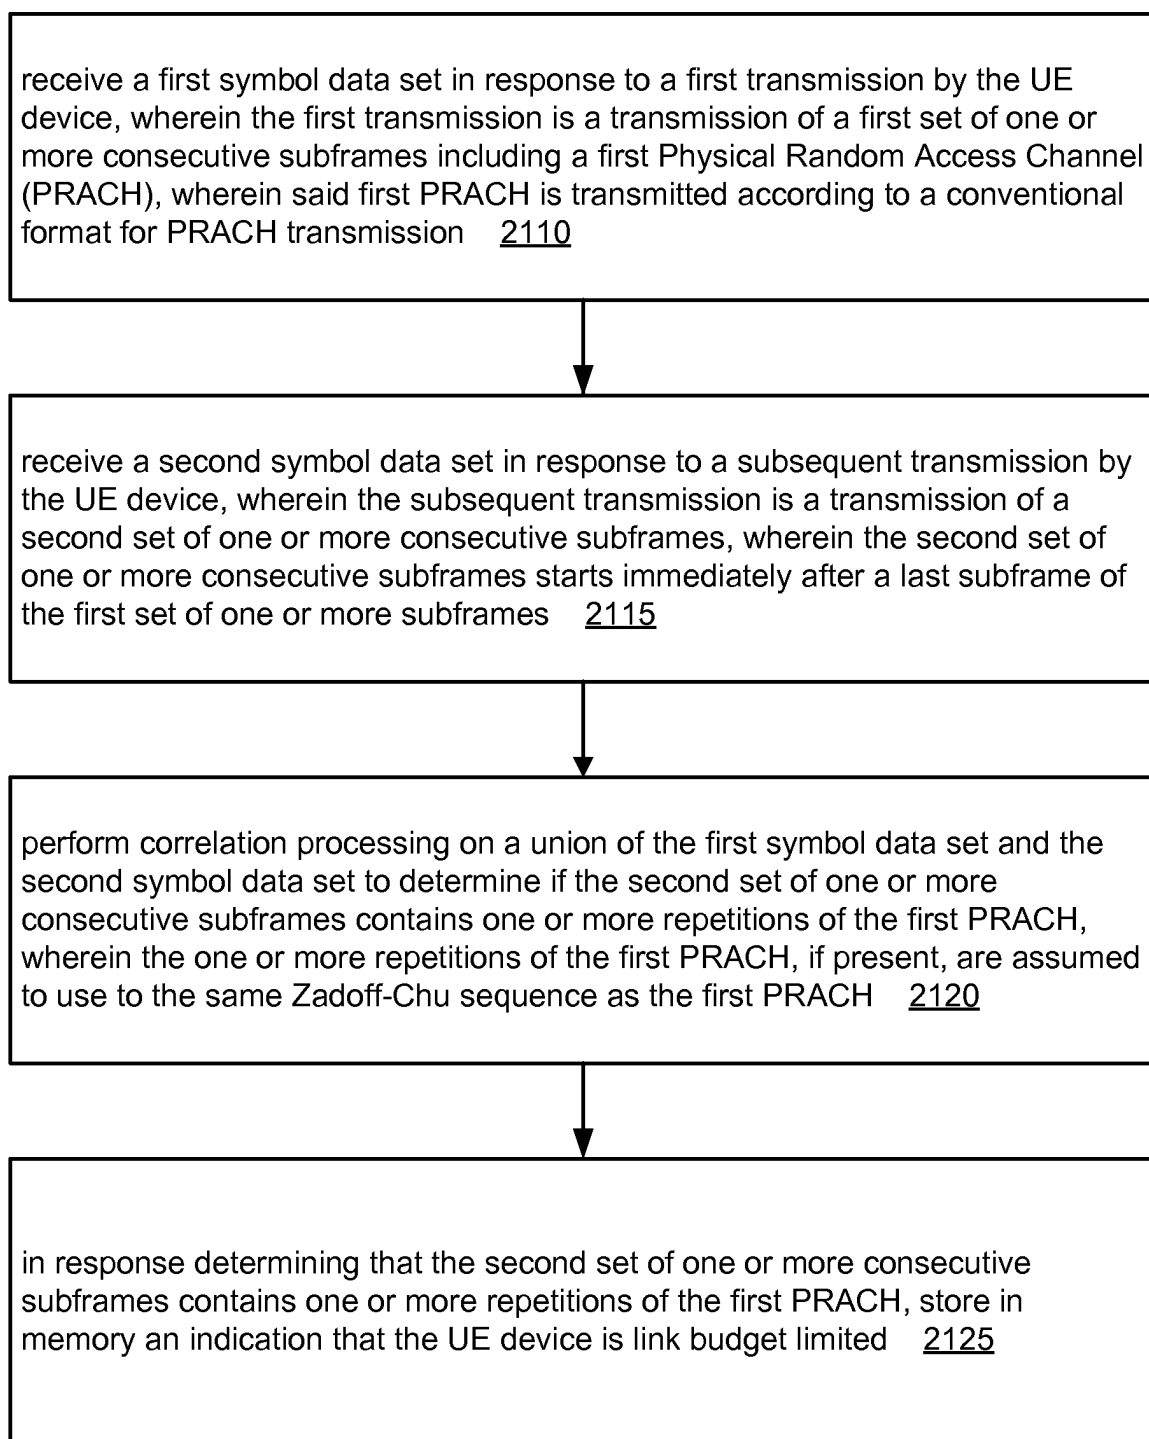 receive a first symbol data set in response to a first transmission by the UE
device, wherein the first transmission is a transmission of a first set of one or
more consecutive subframes including a first Physical Random Access Channel
(PRACH), wherein said first PRACH is transmitted according to a conventional
format for PRACH transmission 2110
receive a second symbol data set in response to a subsequent transmission by
the UE device, wherein the subsequent transmission is a transmission of a
second set of one or more consecutive subframes, wherein the second set of
one or more consecutive subframes starts immediately after a last subframe of
the first set of one or more subframes 2115
perform correlation processing on a union of the first symbol data set and the
second symbol data set to determine if the second set of one or more
consecutive subframes contains one or more repetitions of the first PRACH,
wherein the one or more repetitions of the first PRACH, if present, are assumed
to use to the same Zadoff-Chu sequence as the first PRACH 2120
in response determining that the second set of one or more consecutive
subframes contains one or more repetitions of the first PRACH, store in
memory an indication that the UE device is link budget limited 2125